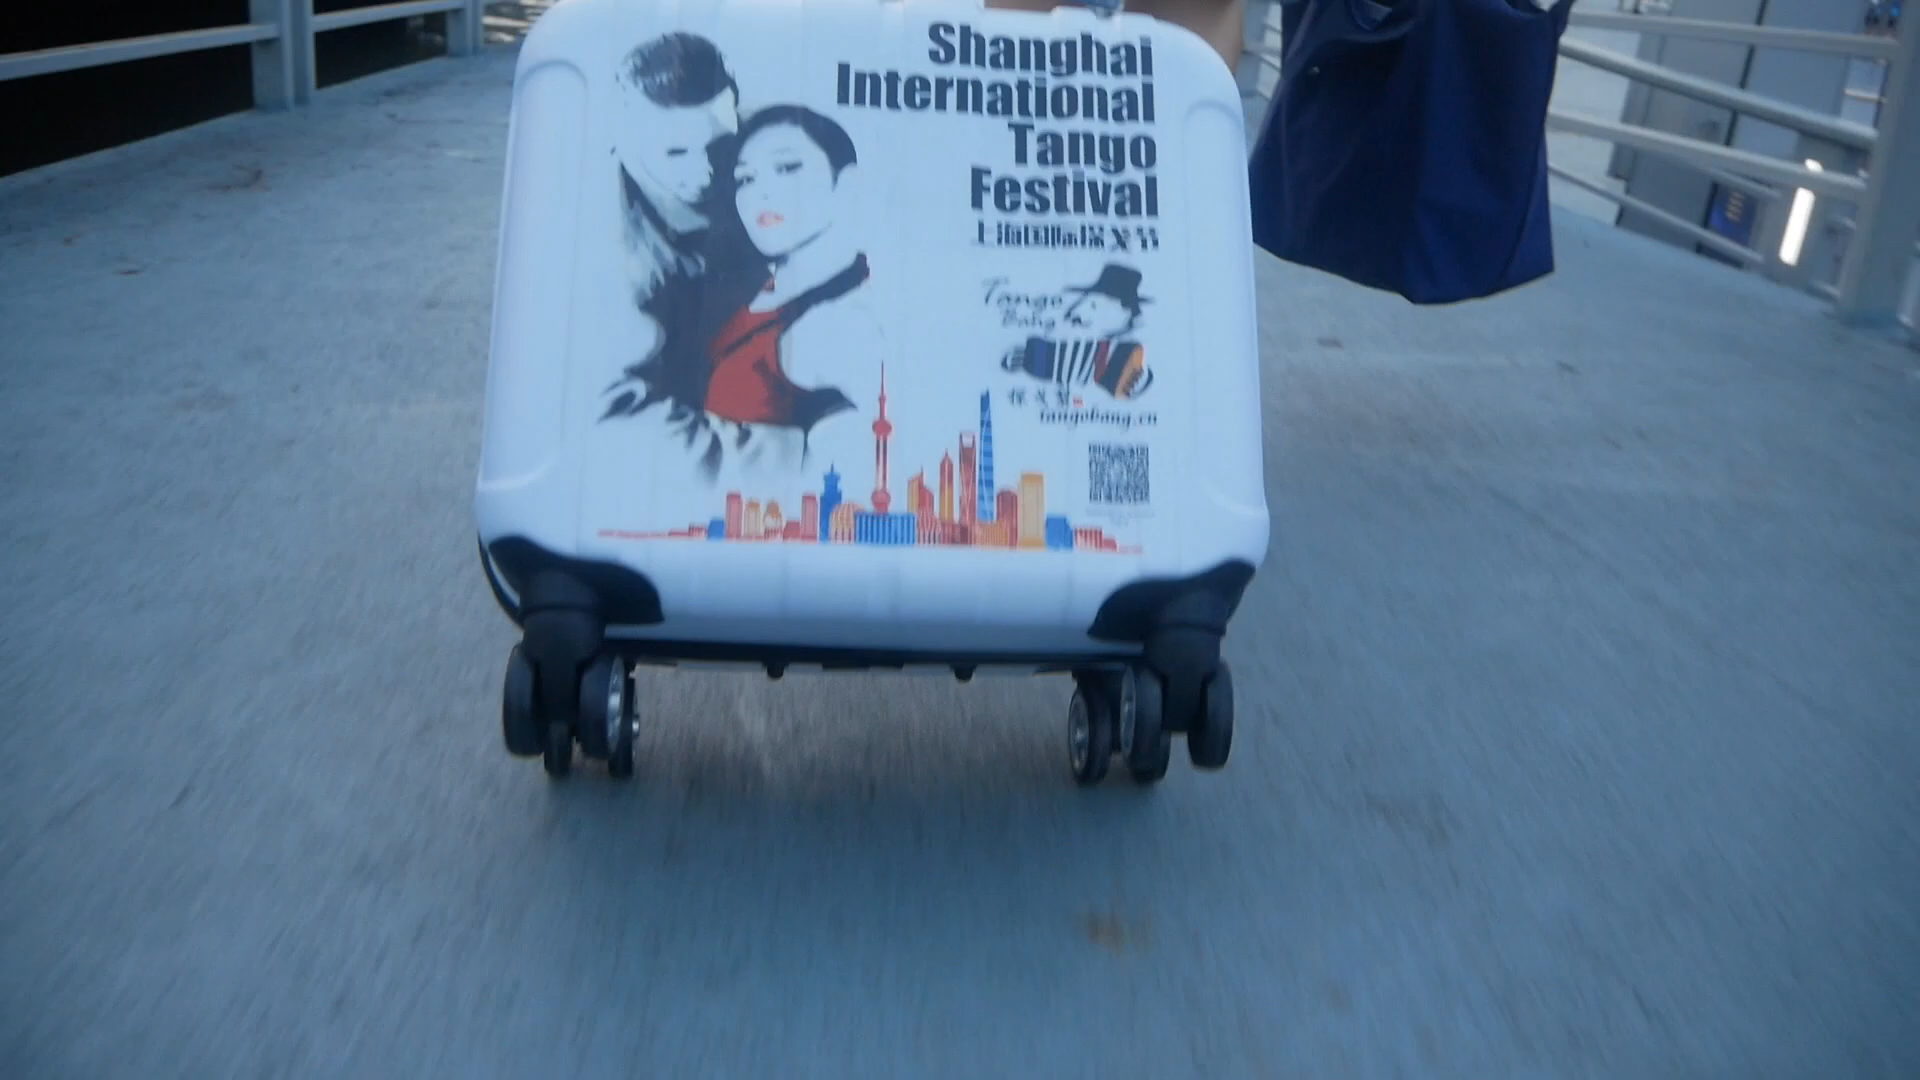 Shanghai
International
Tango
Festival
上海国际探戈节
Tango
Bang
探戈帮
tangobang.cn